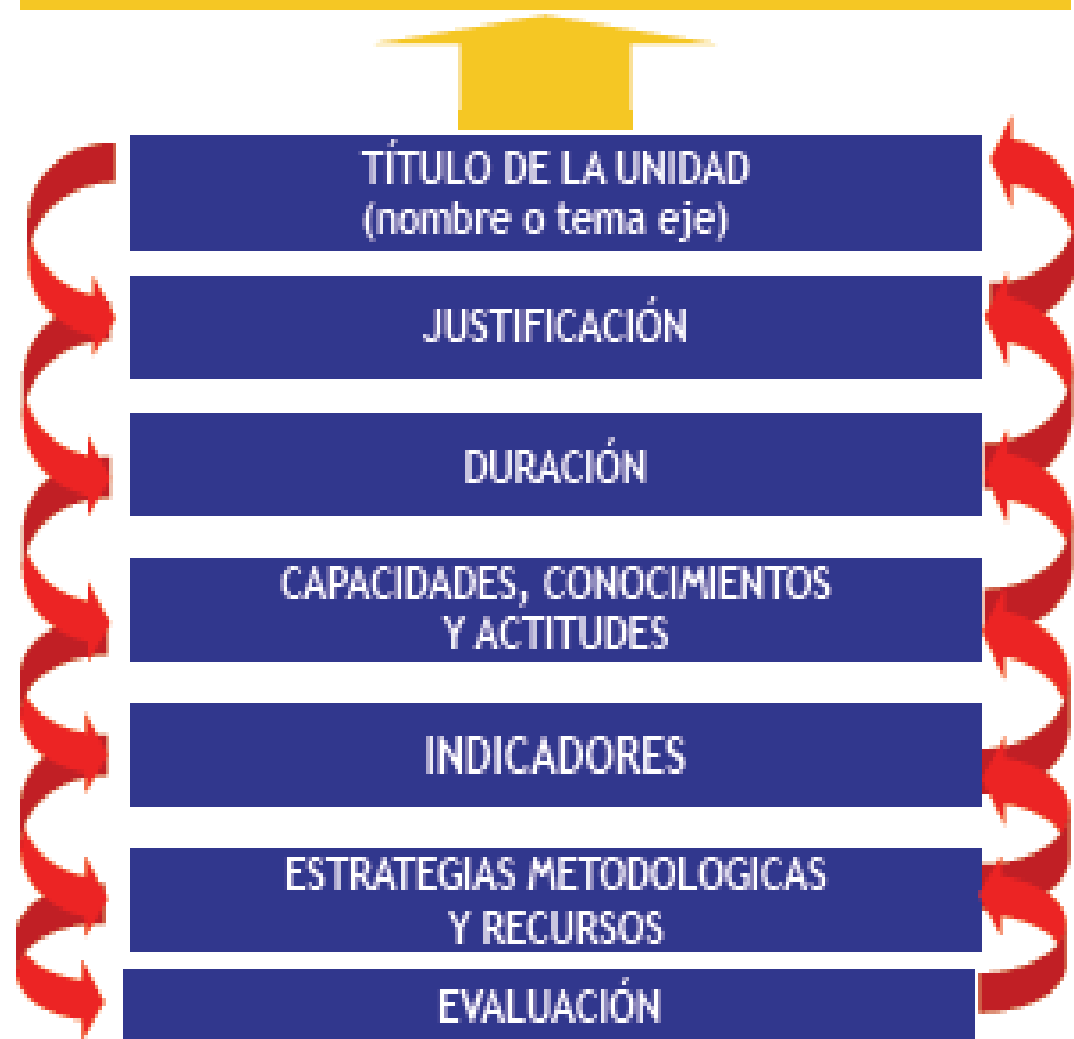 TÍTULO DE LA UNIDAD
(nombre o tema eje)
JUSTIFICACIÓN
DURACIÓN
CAPACIDADES, CONOCIMIENTOS
Y ACTITUDES
INDICADORES
ESTRATEGIAS METODOLOGICAS
Y RECURSOS
EVALUACIÓN